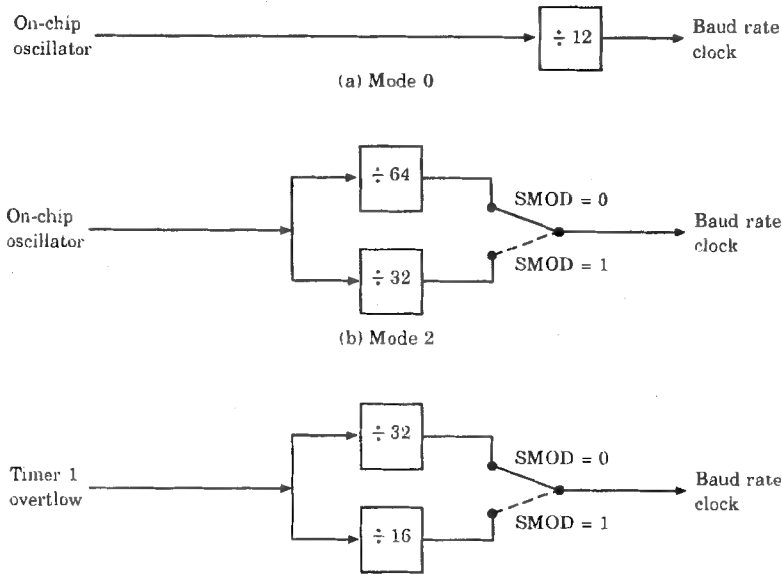 On-chip
oscillator
÷ 12
Baud rate
clock
(a) Mode 0
On-chip
oscillator
÷ 64
÷ 32
SMOD = 0
SMOD = 1
Baud rate
clock
(b) Mode 2
Timer 1
overtlow
÷ 32
÷ 16
SMOD = 0
SMOD = 1
Baud rate
clock